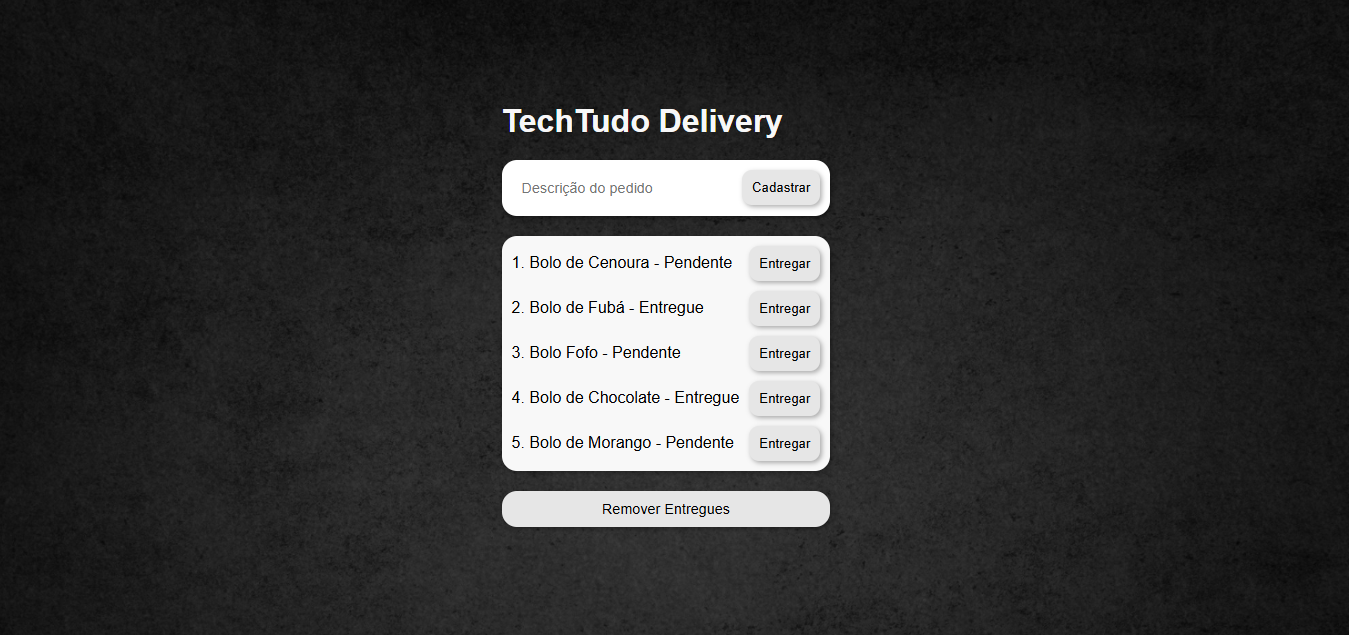 TechTudo Delivery
Descrição do pedido Cadastrar
1. Bolo de Cenoura - Pendente Entregar
2. Bolo de Fubá - Entregue Entregar
3. Bolo Fofo - Pendente Entregar
4. Bolo de Chocolate - Entregue Entregar
5. Bolo de Morango - Pendente Entregar
Remover Entregues